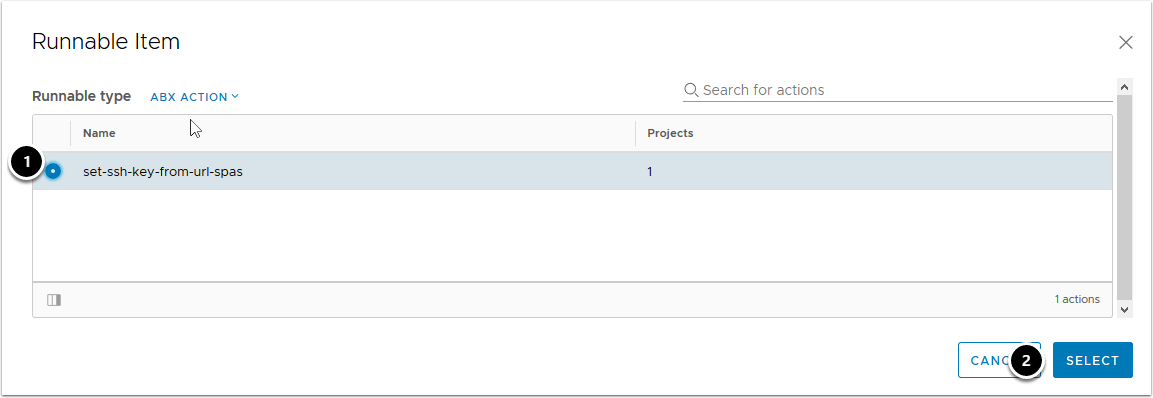 Runnable Item
Runnable type ABX ACTION Search for actions
Name Projects
1
set-ssh-key-from-url-spas 1
1 actions
2 SELECT